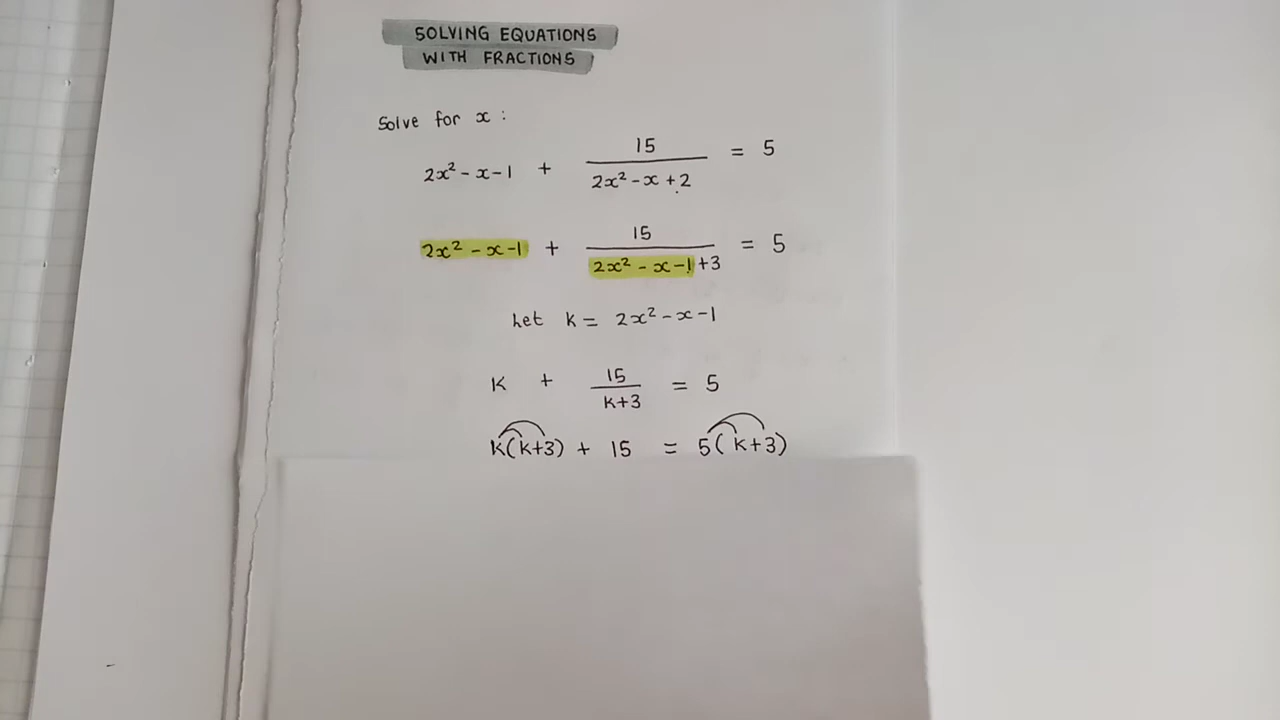 SOLVING EQUATIONS
WITH FRACTIONS
Solve for x :
2x² - x - 1 + 15/(2x² - x + 2) = 5
2x² - x - 1 + 15/(2x² - x - 1 + 3) = 5
Let k = 2x² - x - 1
k + 15/(k+3) = 5
k(k+3) + 15 = 5(k+3)